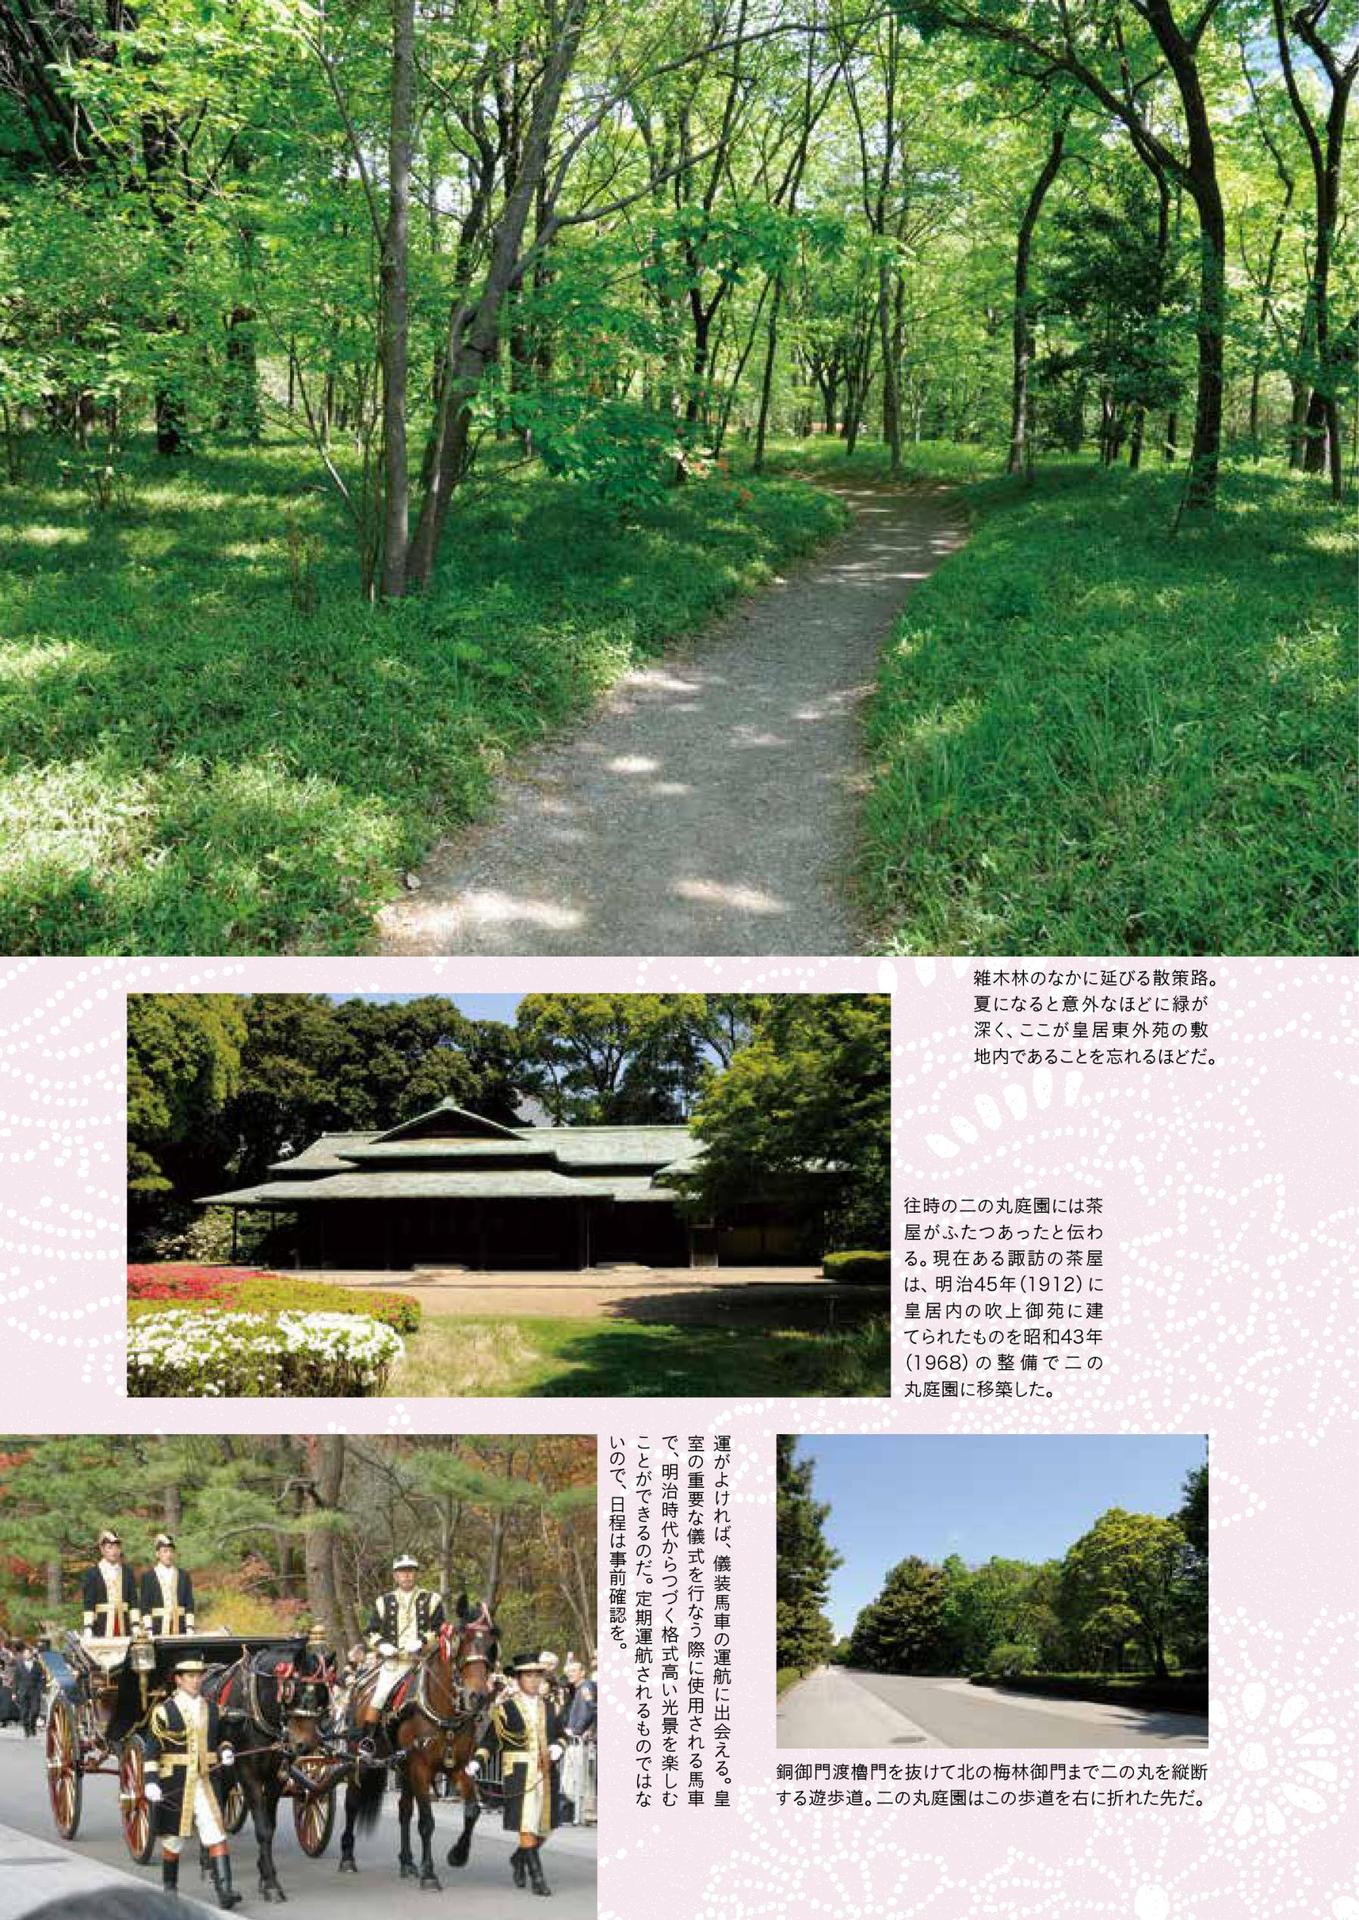 雑木林のなかに延びる散策路。
夏になると意外なほどに緑が
深く、ここが皇居東外苑の敷
地内であることを忘れるほどだ。
往時の二の丸庭園には茶
屋がふたつあったと伝わ
る。現在ある諏訪の茶屋
は、明治45年（1912）に
皇居内の吹上御苑に建
てられたものを昭和43年
（1968）の整備で二の
丸庭園に移築した。
運がよければ、儀装馬車の運航に出会える。皇
室の重要な儀式を行なう際に使用される馬車
で、明治時代からつづく格式高い光景を楽しむ
ことができるのだ。定期運航されるものではな
いので、日程は事前確認を。
銅御門渡櫓門を抜けて北の梅林御門まで二の丸を縦断
する遊歩道。二の丸庭園はこの歩道を右に折れた先だ。